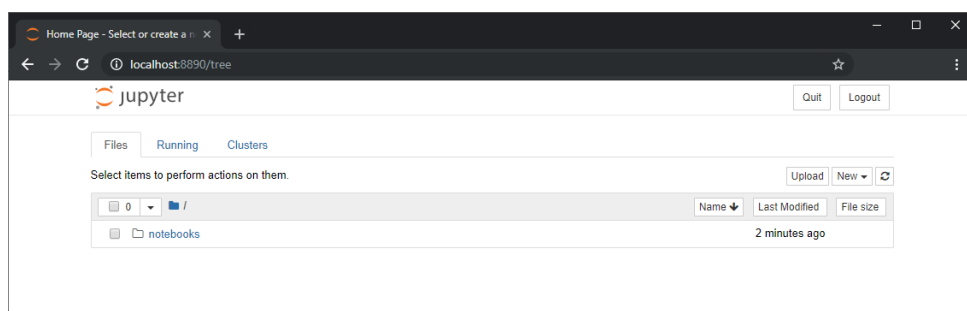 Home Page - Select or create a n
localhost:8890/tree
jupyter
Quit Logout
Files Running Clusters
Select items to perform actions on them.
Upload New
0 / Name Last Modified File size
notebooks 2 minutes ago